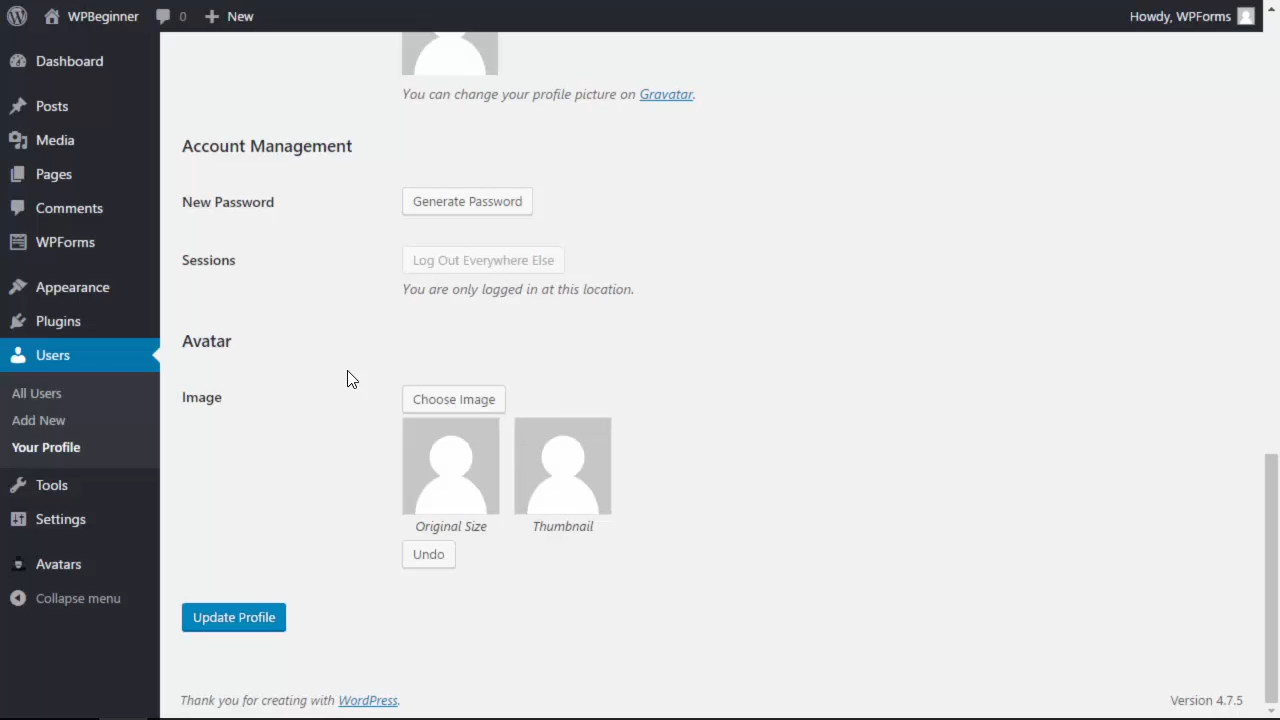 WPBeginner 0 New Howdy, WPForms
Dashboard
Posts
Media
Pages
Comments
WPForms
Appearance
Plugins
Users
All Users
Add New
Your Profile
Tools
Settings
Avatars
Collapse menu
You can change your profile picture on Gravatar.
Account Management
New Password Generate Password
Sessions Log Out Everywhere Else
You are only logged in at this location.
Avatar
Image Choose Image
Original Size Thumbnail
Undo
Update Profile
Thank you for creating with WordPress. Version 4.7.5